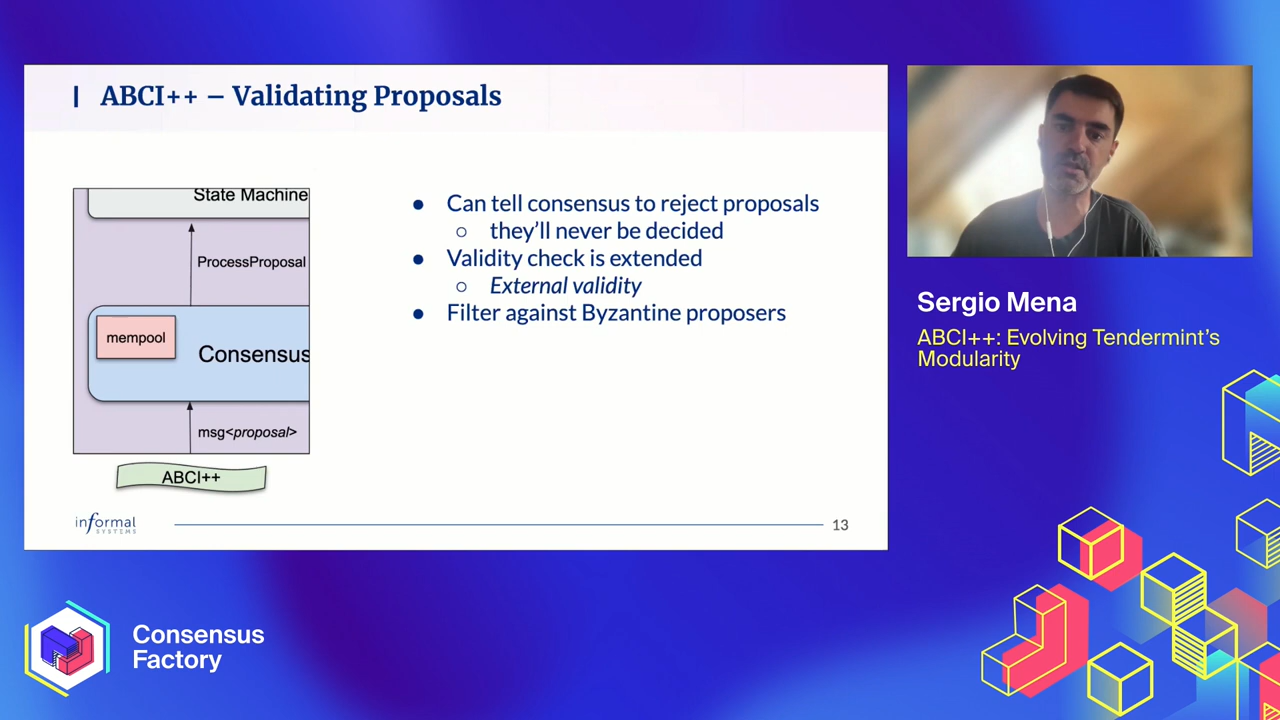 ABCI++ – Validating Proposals
State Machine
ProcessProposal
mempool
Consensus
msg<proposal>
ABCI++
● Can tell consensus to reject proposals
○ they’ll never be decided
● Validity check is extended
○ External validity
● Filter against Byzantine proposers
informal
SYSTEMS
13
Sergio Mena
ABCI++: Evolving Tendermint’s
Modularity
Consensus
Factory